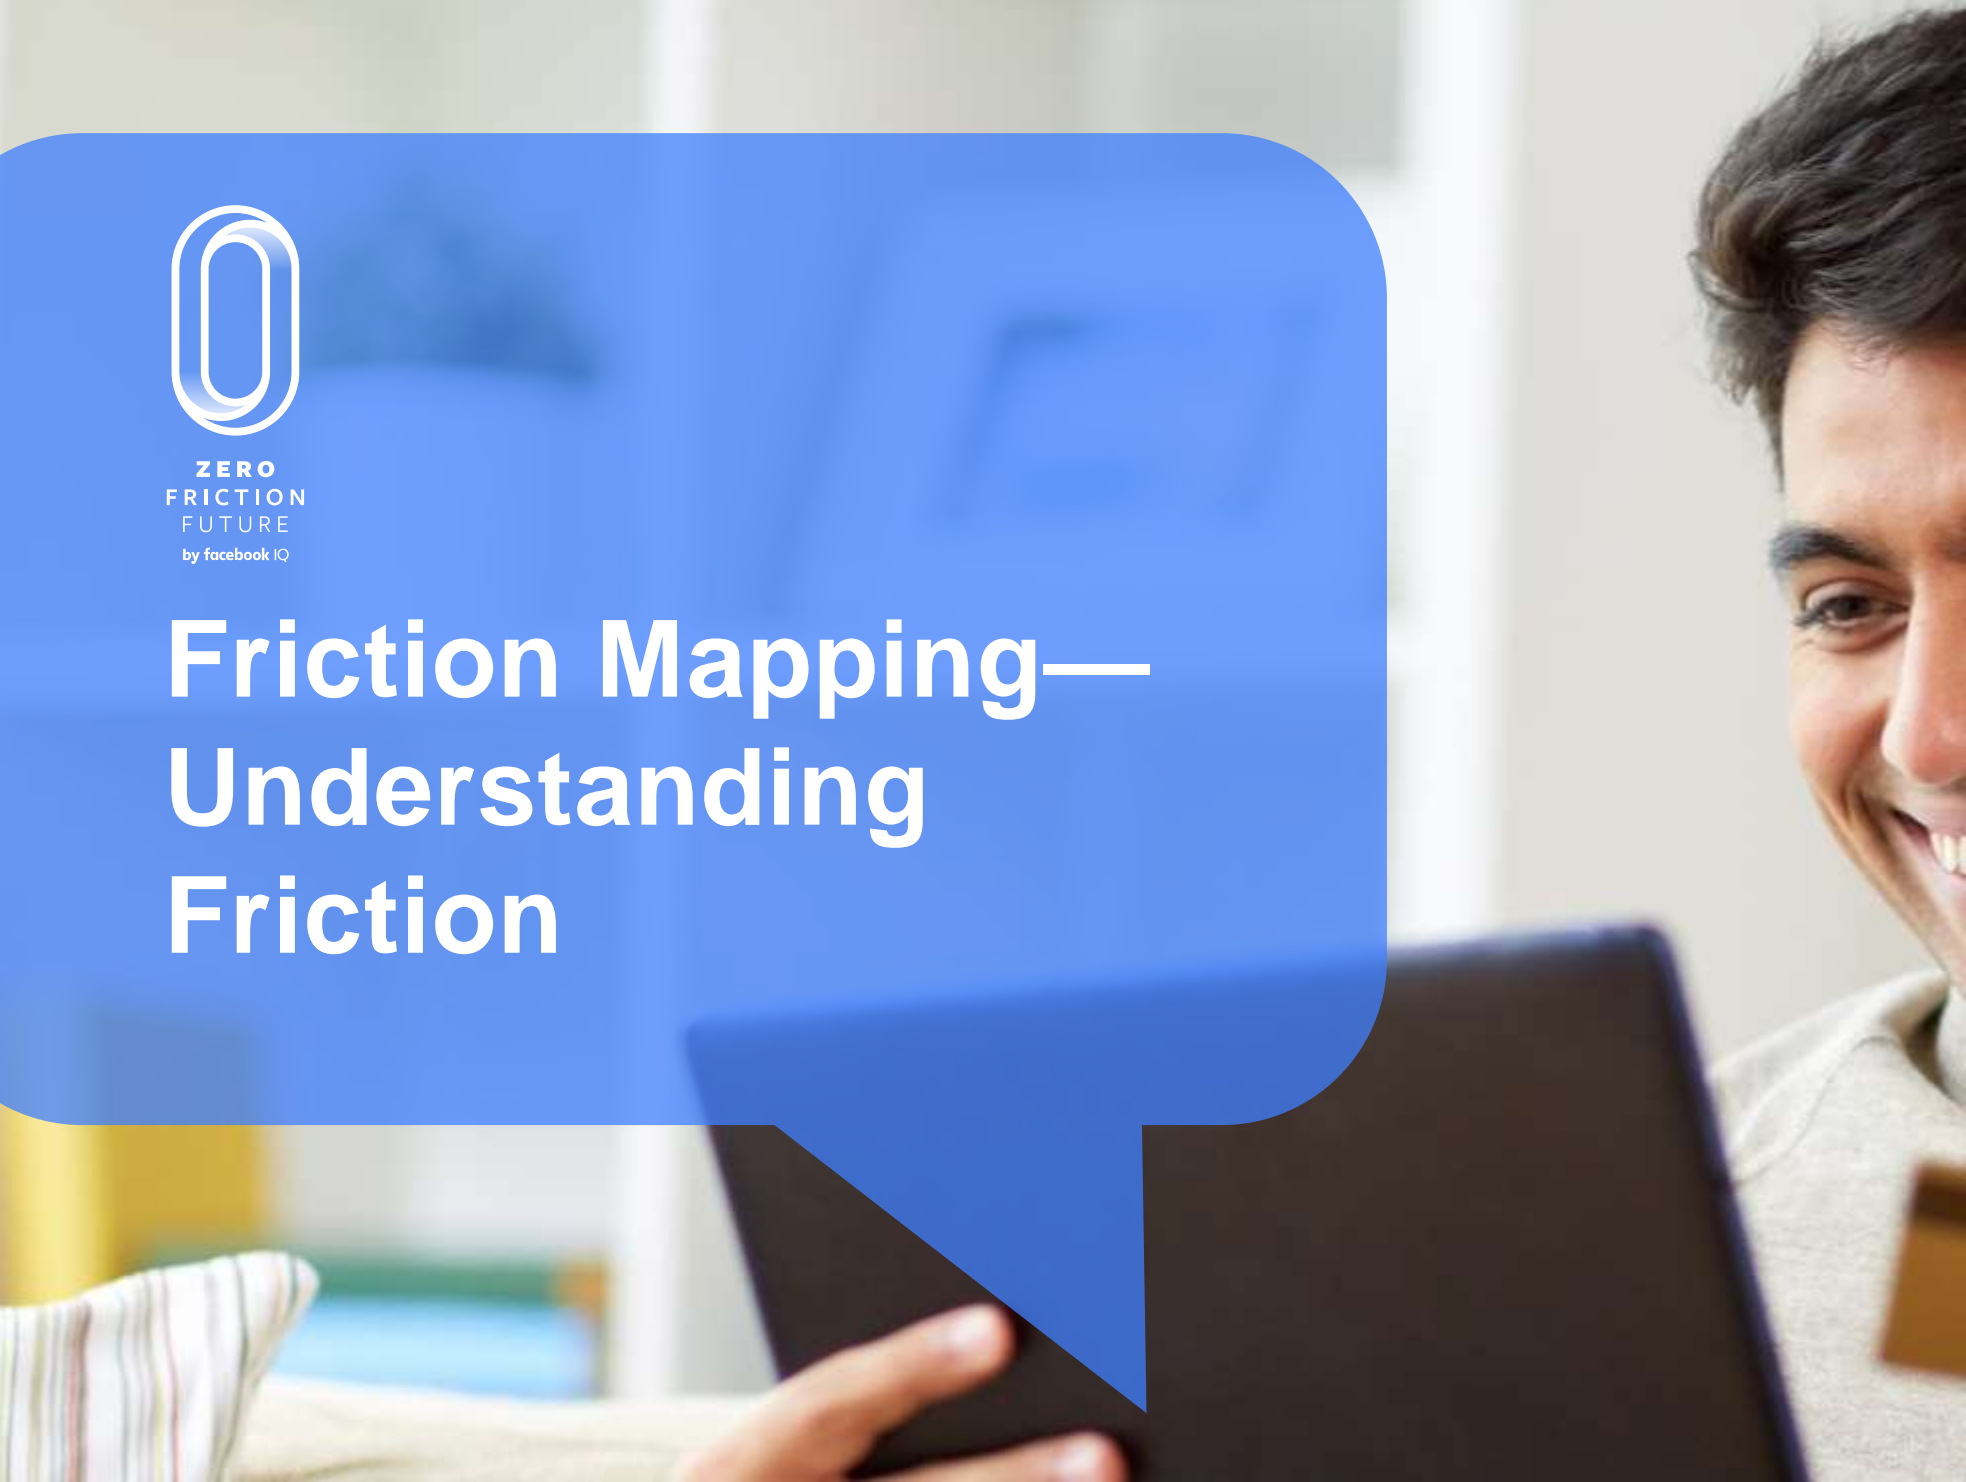 ZERO
FRICTION
FUTURE
by facebook IQ
Friction Mapping—
Understanding
Friction